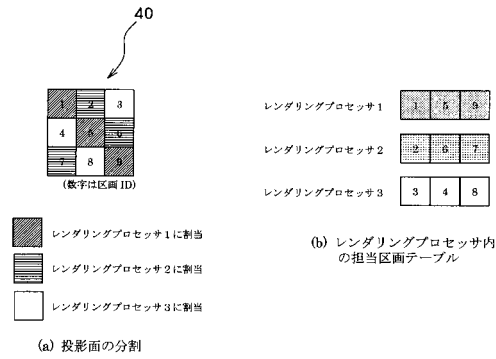 40
1 2 3
4 5 6
7 8 9
(数字は区画 ID)
レンダリングプロセッサ1に割当
レンダリングプロセッサ2に割当
レンダリングプロセッサ3に割当
(a) 投影面の分割
レンダリングプロセッサ1 1 5 9
レンダリングプロセッサ2 2 6 7
レンダリングプロセッサ3 3 4 8
(b) レンダリングプロセッサ内
の担当区画テーブル